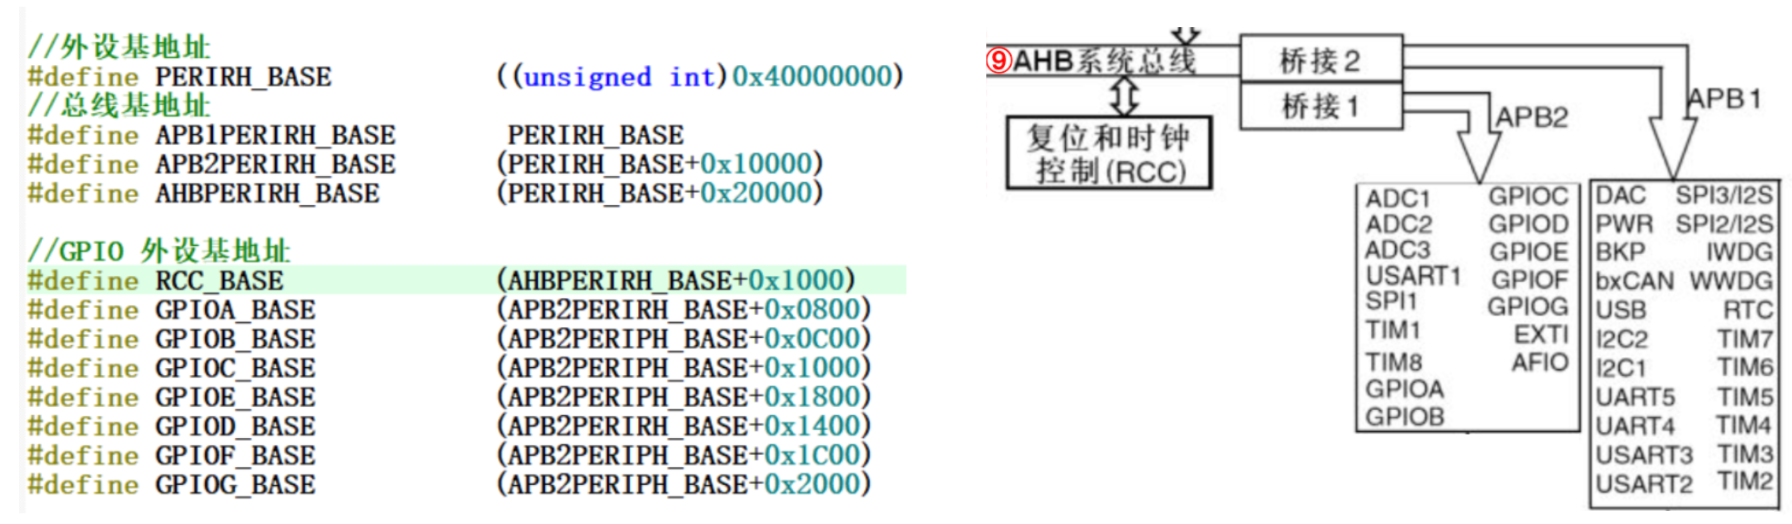 //外设基地址
#define PERIRH_BASE ((unsigned int)0x40000000)
//总线基地址
#define APB1PERIRH_BASE PERIRH_BASE
#define APB2PERIRH_BASE (PERIRH_BASE+0x10000)
#define AHBPERIRH_BASE (PERIRH_BASE+0x20000)
//GPIO 外设基地址
#define RCC_BASE (AHBPERIRH_BASE+0x1000)
#define GPIOA_BASE (APB2PERIRH_BASE+0x0800)
#define GPIOB_BASE (APB2PERIPH_BASE+0x0C00)
#define GPIOC_BASE (APB2PERIPH_BASE+0x1000)
#define GPIOE_BASE (APB2PERIPH_BASE+0x1800)
#define GPIOD_BASE (APB2PERIRH_BASE+0x1400)
#define GPIOF_BASE (APB2PERIPH_BASE+0x1C00)
#define GPIOG_BASE (APB2PERIPH_BASE+0x2000)
⑨AHB系统总线
桥接2
桥接1
复位和时钟
控制(RCC)
APB2
APB1
ADC1 GPIOC
ADC2 GPIOD
ADC3 GPIOE
USART1 GPIOF
SPI1 GPIOG
TIM1 EXTI
TIM8 AFIO
GPIOA
GPIOB
DAC SPI3/I2S
PWR SPI2/I2S
BKP IWDG
bxCAN WWDG
USB RTC
I2C2 TIM7
I2C1 TIM6
UART5 TIM5
UART4 TIM4
USART3 TIM3
USART2 TIM2